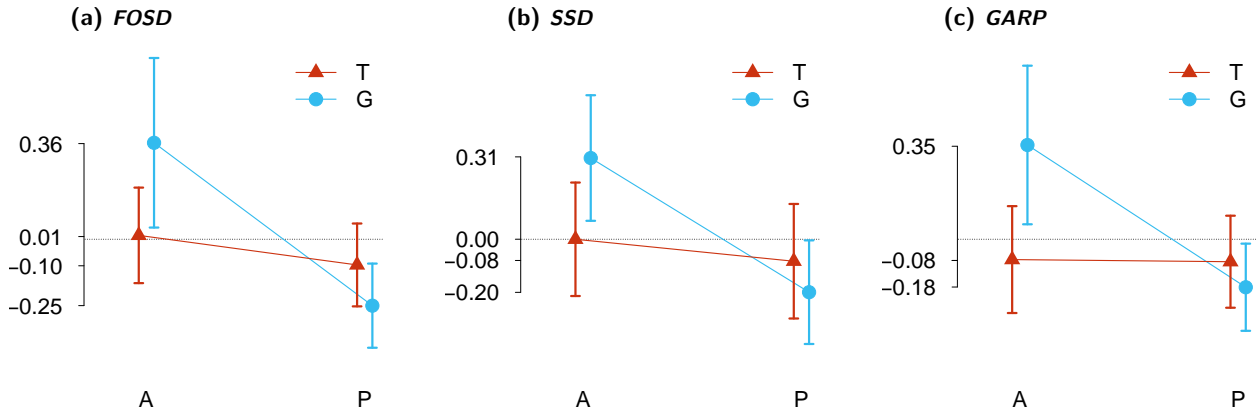 (a) FOSD
T
G
0.36
0.01
−0.10
−0.25
A P
(b) SSD
T
G
0.31
0.00
−0.08
−0.20
A P
(c) GARP
T
G
0.35
−0.08
−0.18
A P